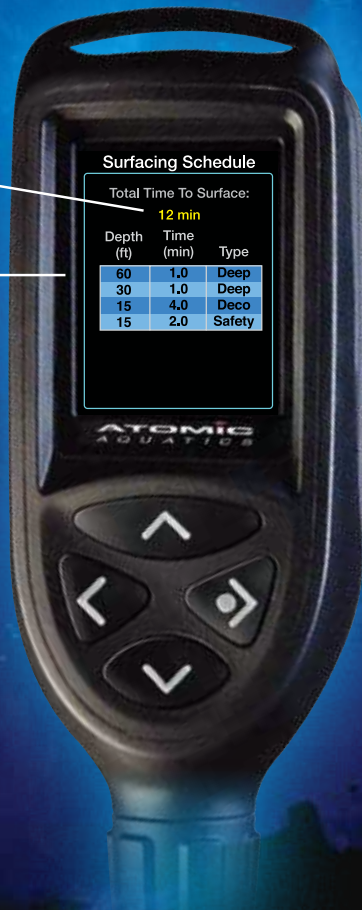 Surfacing Schedule
Total Time To Surface:
12 min
Depth (ft) Time (min) Type
60 1.0 Deep
30 1.0 Deep
15 4.0 Deco
15 2.0 Safety
ATOMIC
AQUATICS